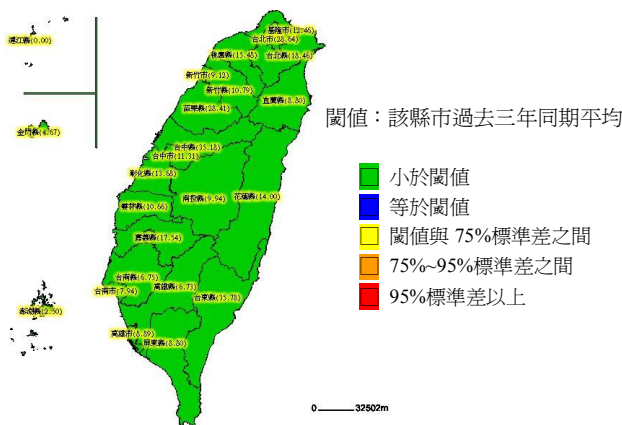 連江縣(0.00)
基隆市(12.46)
台北市(28.64)
桃園縣(15.48)
台北縣(18.46)
新竹市(9.12)
新竹縣(10.79)
宜蘭縣(8.80)
苗栗縣(28.41)
金門縣(4.67)
台中縣(35.18)
台中市(11.31)
彰化縣(13.68)
南投縣(9.94)
花蓮縣(14.00)
雲林縣(10.66)
嘉義縣(17.54)
台南縣(6.75)
高雄縣(6.73)
台南市(7.94)
台東縣(15.78)
澎湖縣(2.50)
高雄市(8.89)
屏東縣(8.80)
閾值：該縣市過去三年同期平均
小於閾值
等於閾值
閾值與 75%標準差之間
75%~95%標準差之間
95%標準差以上
0 32502m